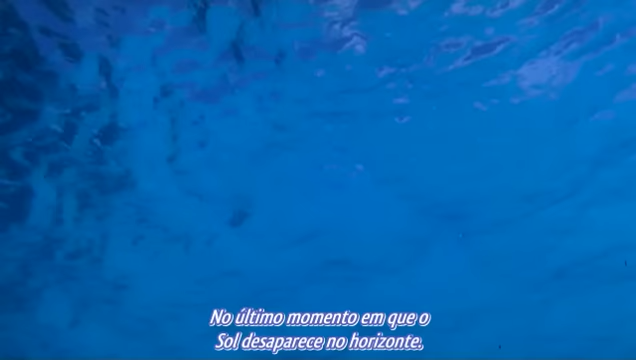 No último momento em que o
Sol desaparece no horizonte,